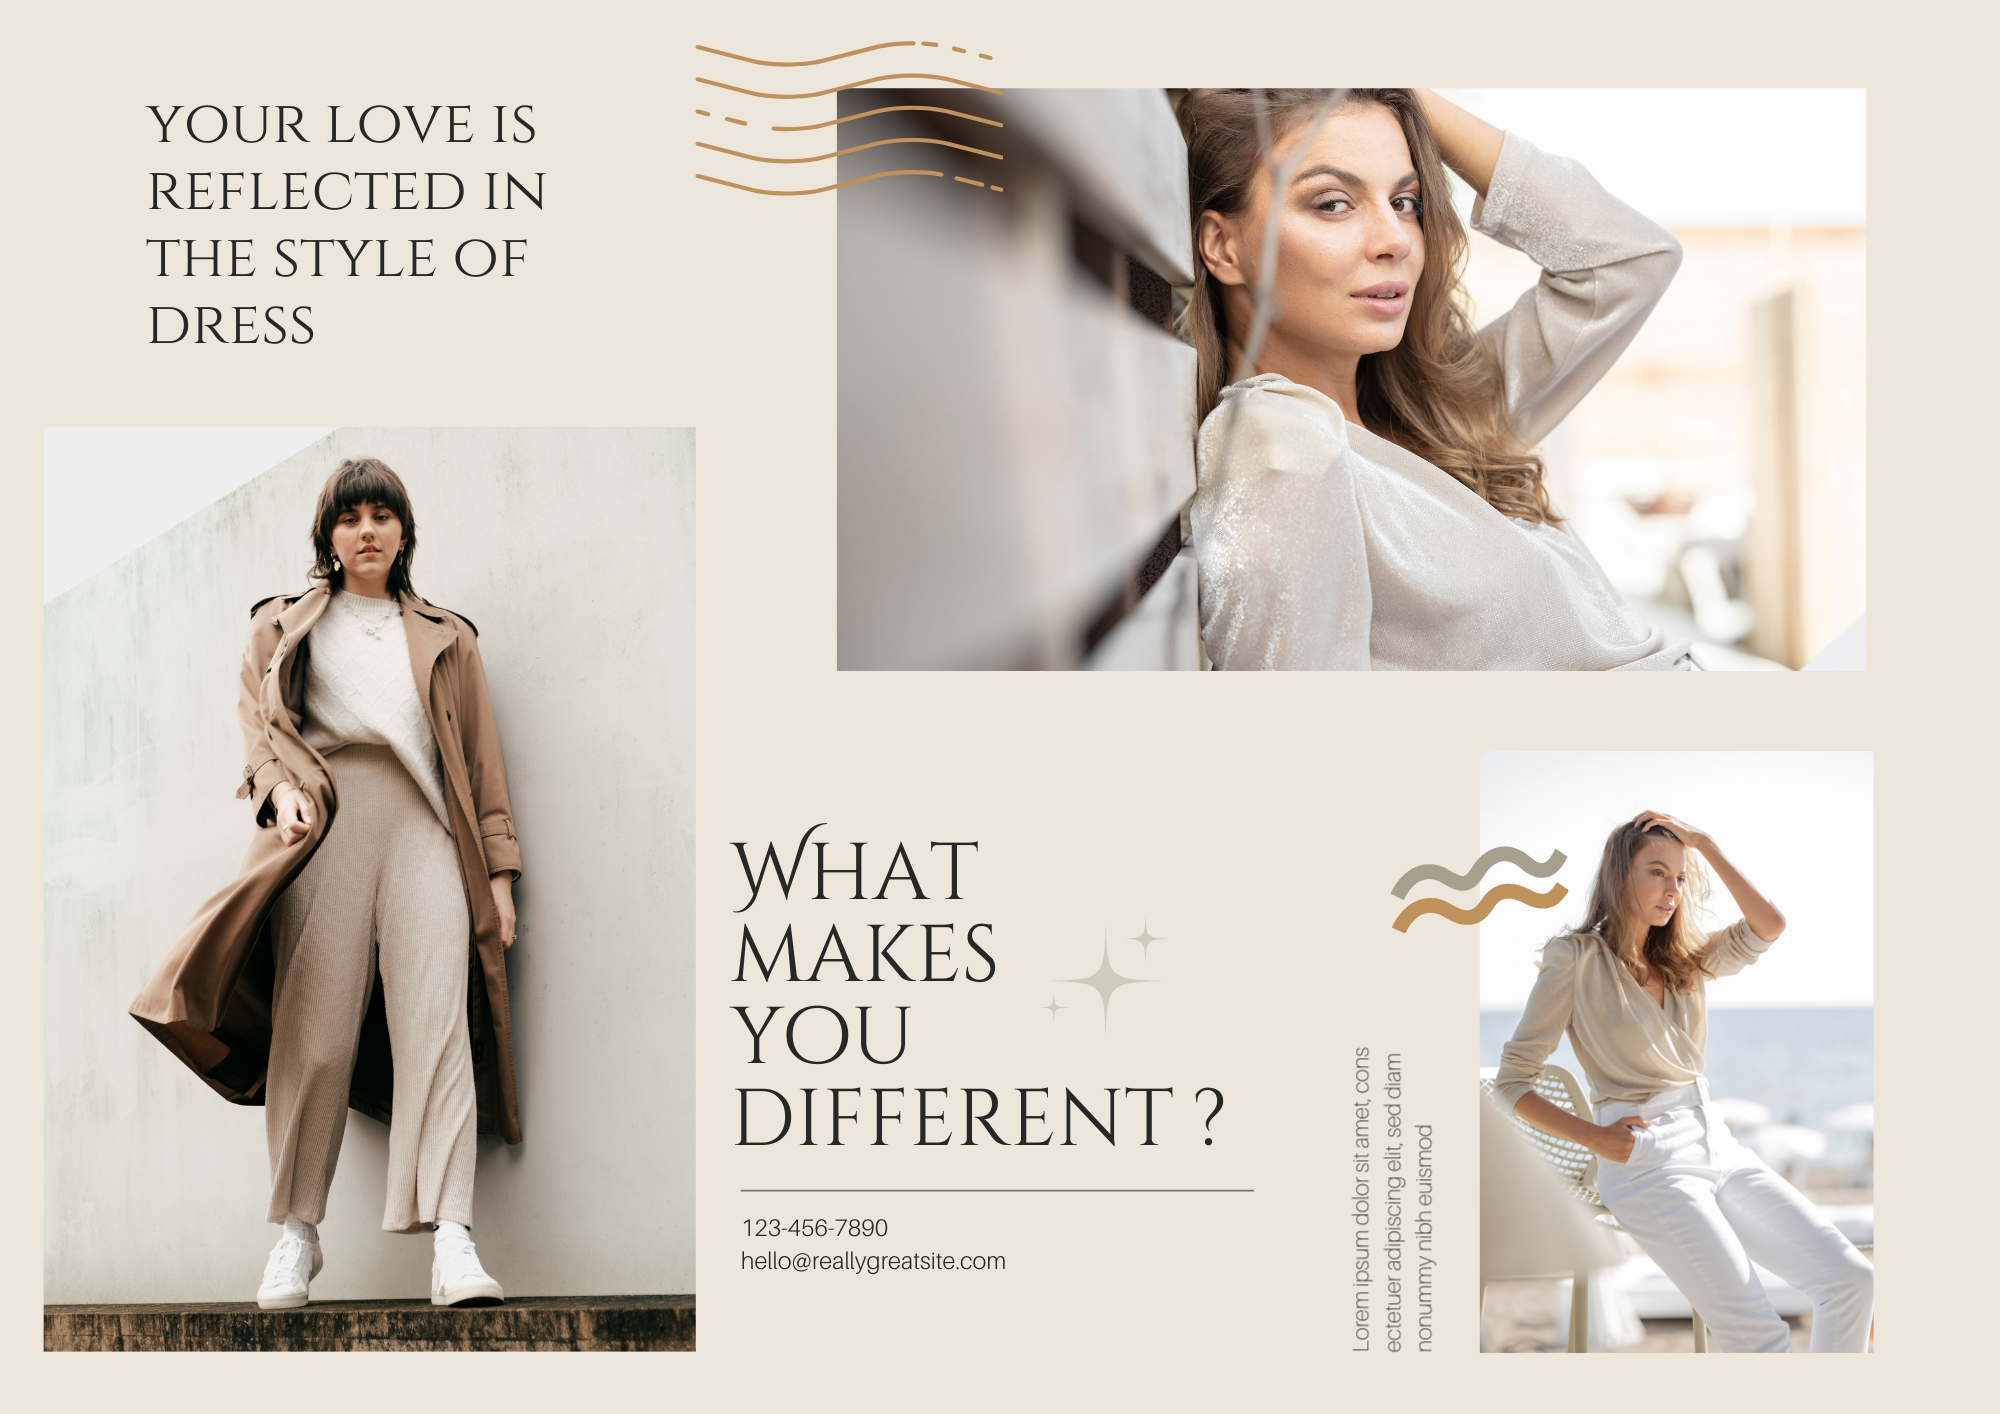 YOUR LOVE IS
REFLECTED IN
THE STYLE OF
DRESS
WHAT
MAKES
YOU
DIFFERENT ?
123-456-7890
hello@reallygreatsite.com
Lorem ipsum dolor sit amet, cons
ectetuer adipiscing elit, sed diam
nonummy nibh euismod